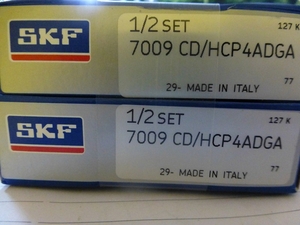 SKF
1/2 SET
127 K
7009 CD/HCP4ADGA
77
29- MADE IN ITALY
SKF
1/2 SET
127 K
7009 CD/HCP4ADGA
29- MADE IN ITALY
77